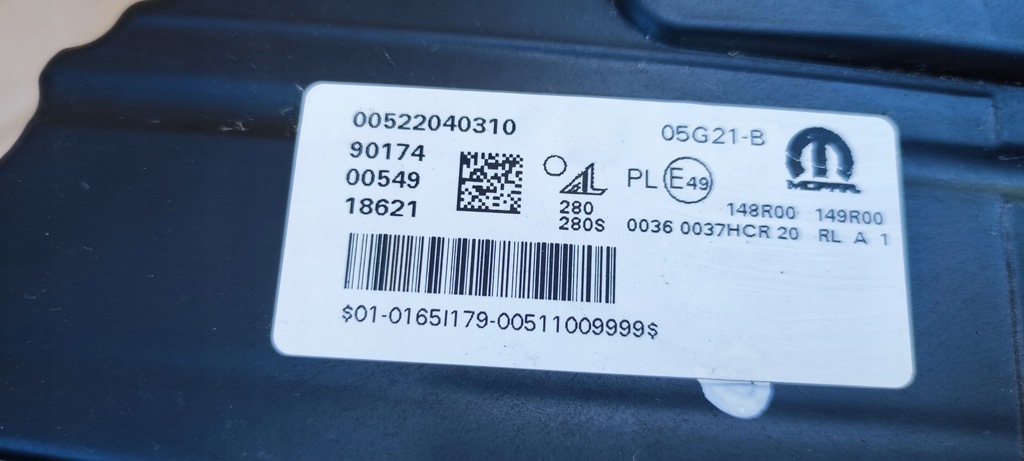 00522040310
90174
00549
18621
AL
280
280S
05G21-B
MOPAR
PL E49
148R00 149R00
0036 0037HCR 20 RL A 1
$01-0165I179-00511009999$